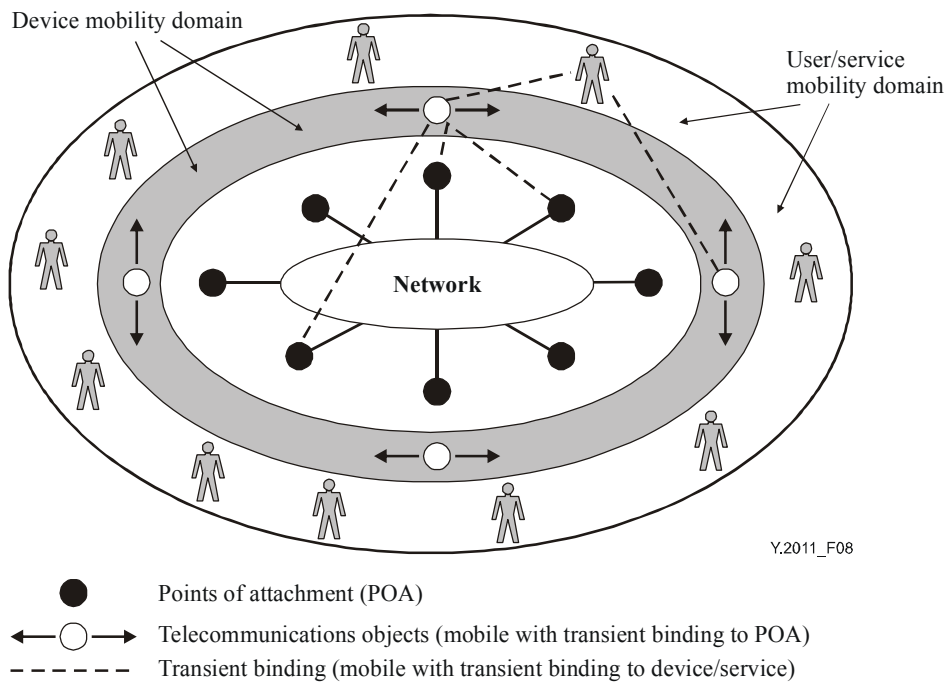 Device mobility domain
User/service
mobility domain
Network
Y.2011_F08
Points of attachment (POA)
Telecommunications objects (mobile with transient binding to POA)
Transient binding (mobile with transient binding to device/service)